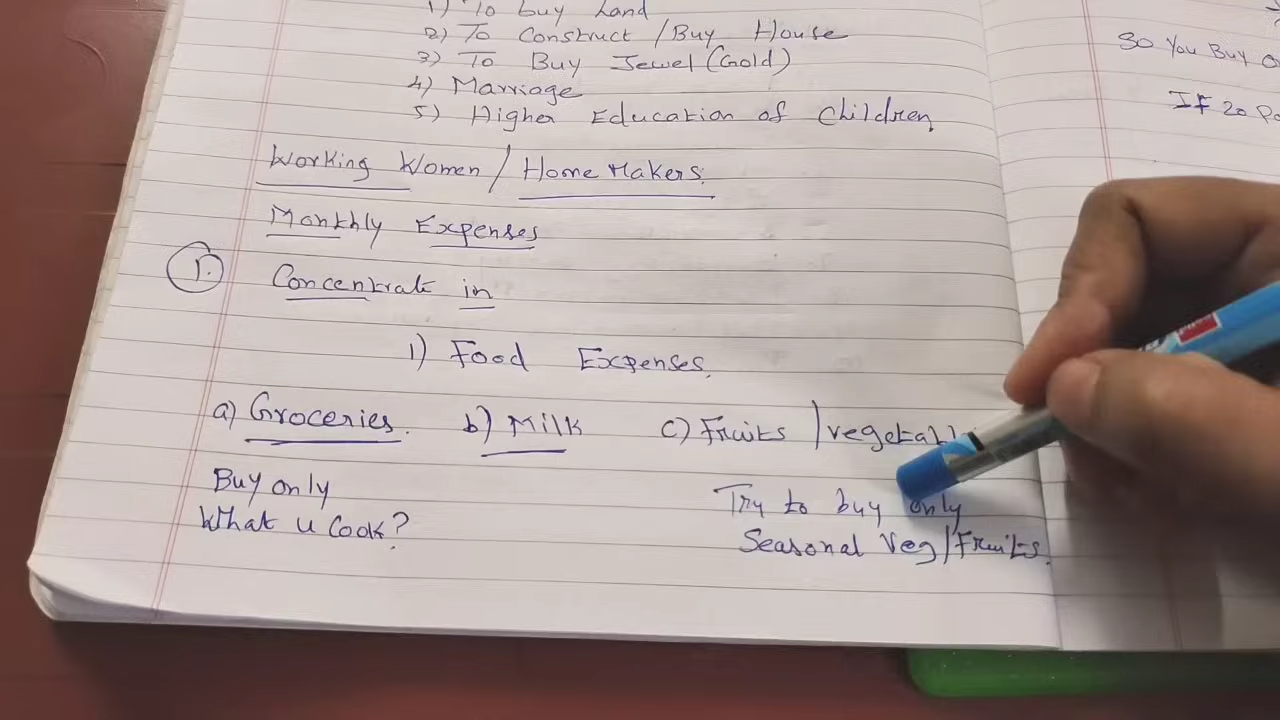 1) To buy Land
2) To Construct / Buy House
3) To Buy Jewel (Gold)
4) Marriage
5) Higher Education of Children
Working Women / Home Makers.
Monthly Expenses
1. Concentrate in
1) Food Expenses.
a) Groceries. b) Milk c) Fruits / vegetabl
Buy only
What u Cook?
Try to buy only
Seasonal Veg/Fruits.
So You Buy
If 20